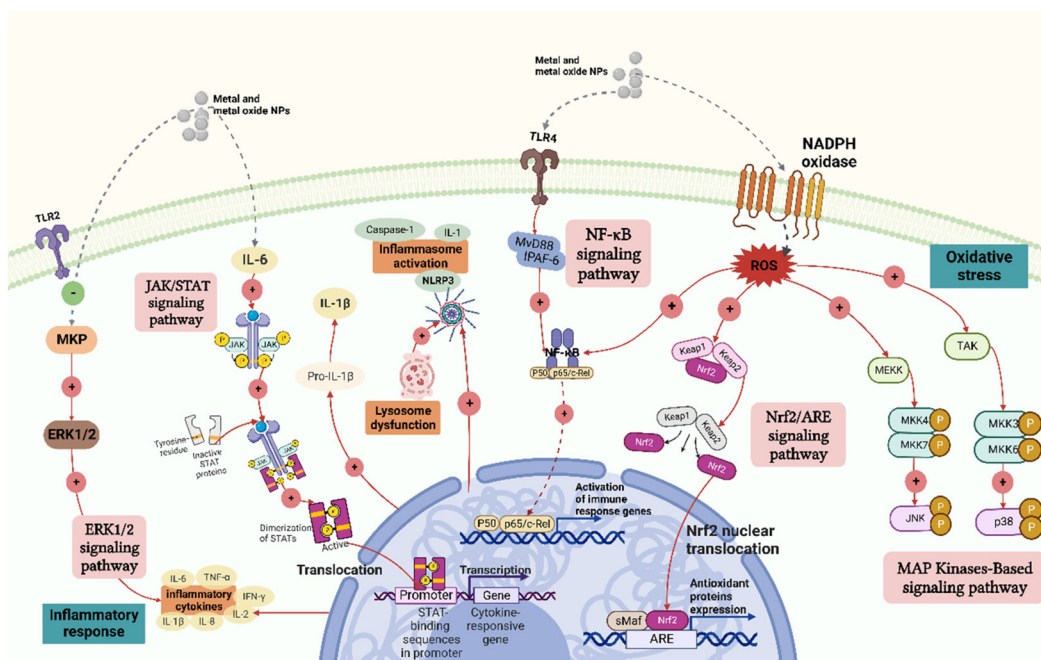 Metal and
metal oxide NPs
Metal and
metal oxide NPs
TLR2
TLR4
NADPH
oxidase
-
MKP
+
ERK1/2
+
ERK1/2
signaling
pathway
Inflammatory
response
IL-6
TNF-α
IFN-γ
inflammatory
cytokines
IL 1β
IL-8
IL-2
IL-6
JAK/STAT
signaling
pathway
+
P
P
JAK
JAK
+
Tyrosine-
residue
Inactive
STAT
proteins
JAK
JAK
P
P
+
Dimerization
of STATs
P
P
Active
Translocation
IL-1β
Pro-IL-1β
+
Caspase-1
IL-1
Inflammasome
activation
NLRP3
+
Lysosome
dysfunction
+
MvD88
IPAF-6
NF-κB
signaling
pathway
+
NF-κB
P50
p65/c-Rel
+
+
P50
p65/c-Rel
Activation
of immune
response genes
P
P
Promoter
Transcription
Gene
STAT-
binding
sequences
in promoter
Cytokine-
responsive
gene
ROS
Oxidative
stress
+
Keap1
Keap2
Nrf2
Keap1
Keap2
Nrf2
Nrf2
Nrf2/ARE
signaling
pathway
Nrf2 nuclear
translocation
Antioxidant
proteins
expression
sMaf
Nrf2
ARE
+
MEKK
MKK4
P
MKK7
P
+
JNK
P
P
+
TAK
MKK3
P
MKK6
P
+
p38
P
P
MAP Kinases-Based
signaling pathway